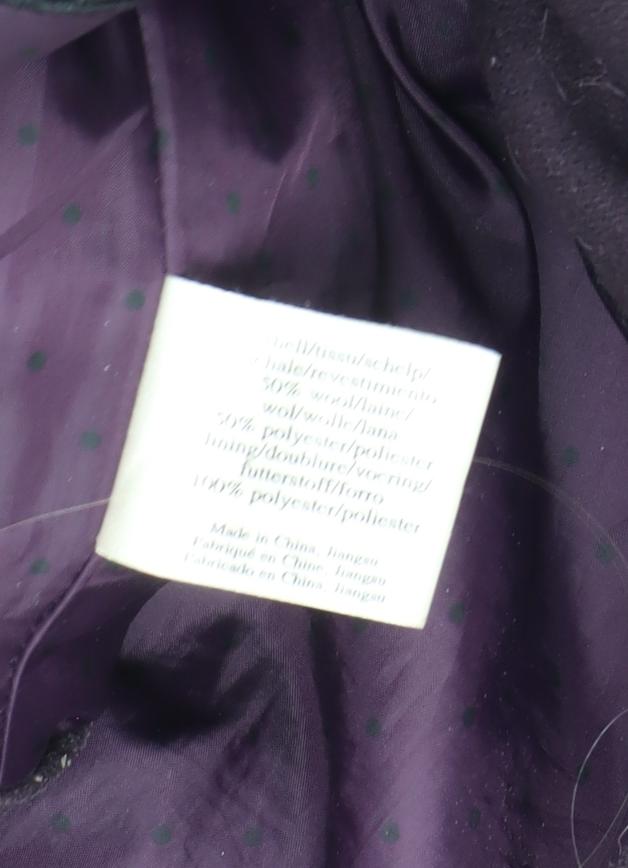 shell/tissu/schelp/
hale/revestimiento
50% wool/laine/
wol/wolle/lana
50% polyester/poliester
lining/doublure/voering/
futterstoff/forro
100% polyester/poliester
Made in China, Jiangsu
Fabriqué en Chine, Jiangsu
Fabricado en China, Jiangsu